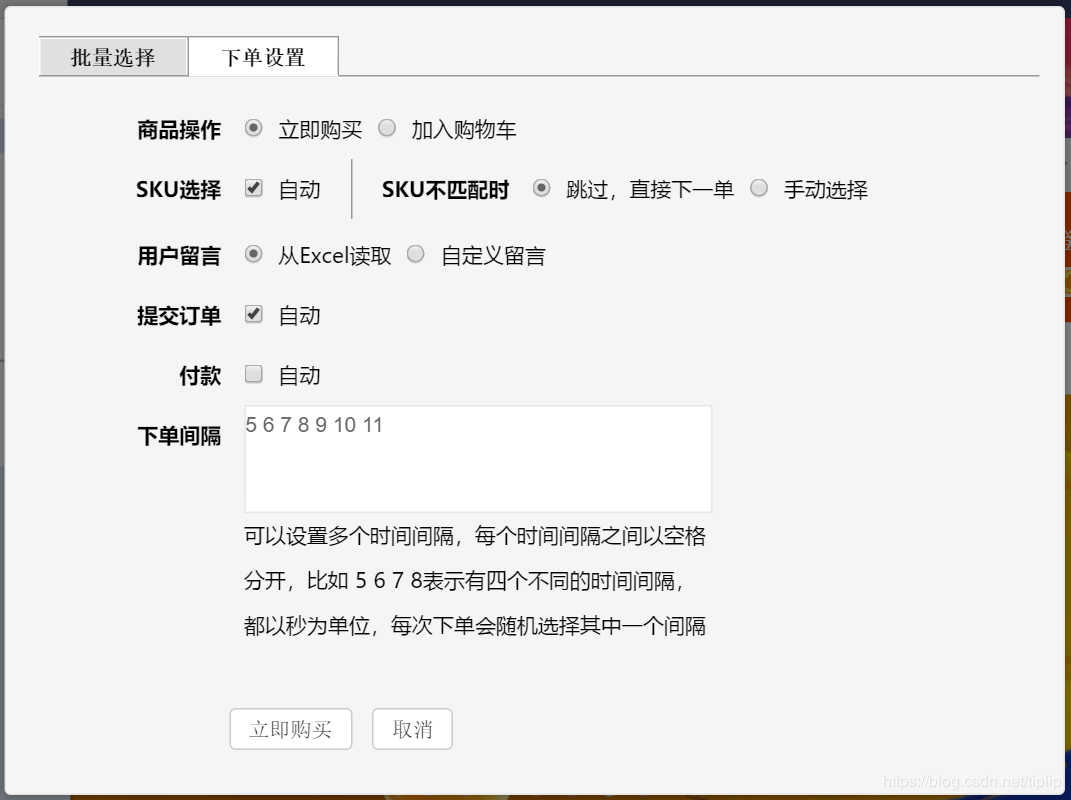 批量选择 下单设置
商品操作 立即购买 加入购物车
SKU选择 自动 SKU不匹配时 跳过，直接下一单 手动选择
用户留言 从Excel读取 自定义留言
提交订单 自动
付款 自动
下单间隔 5 6 7 8 9 10 11
可以设置多个时间间隔，每个时间间隔之间以空格
分开，比如 5 6 7 8表示有四个不同的时间间隔，
都以秒为单位，每次下单会随机选择其中一个间隔
立即购买 取消
https://blog.csdn.net/tiplip